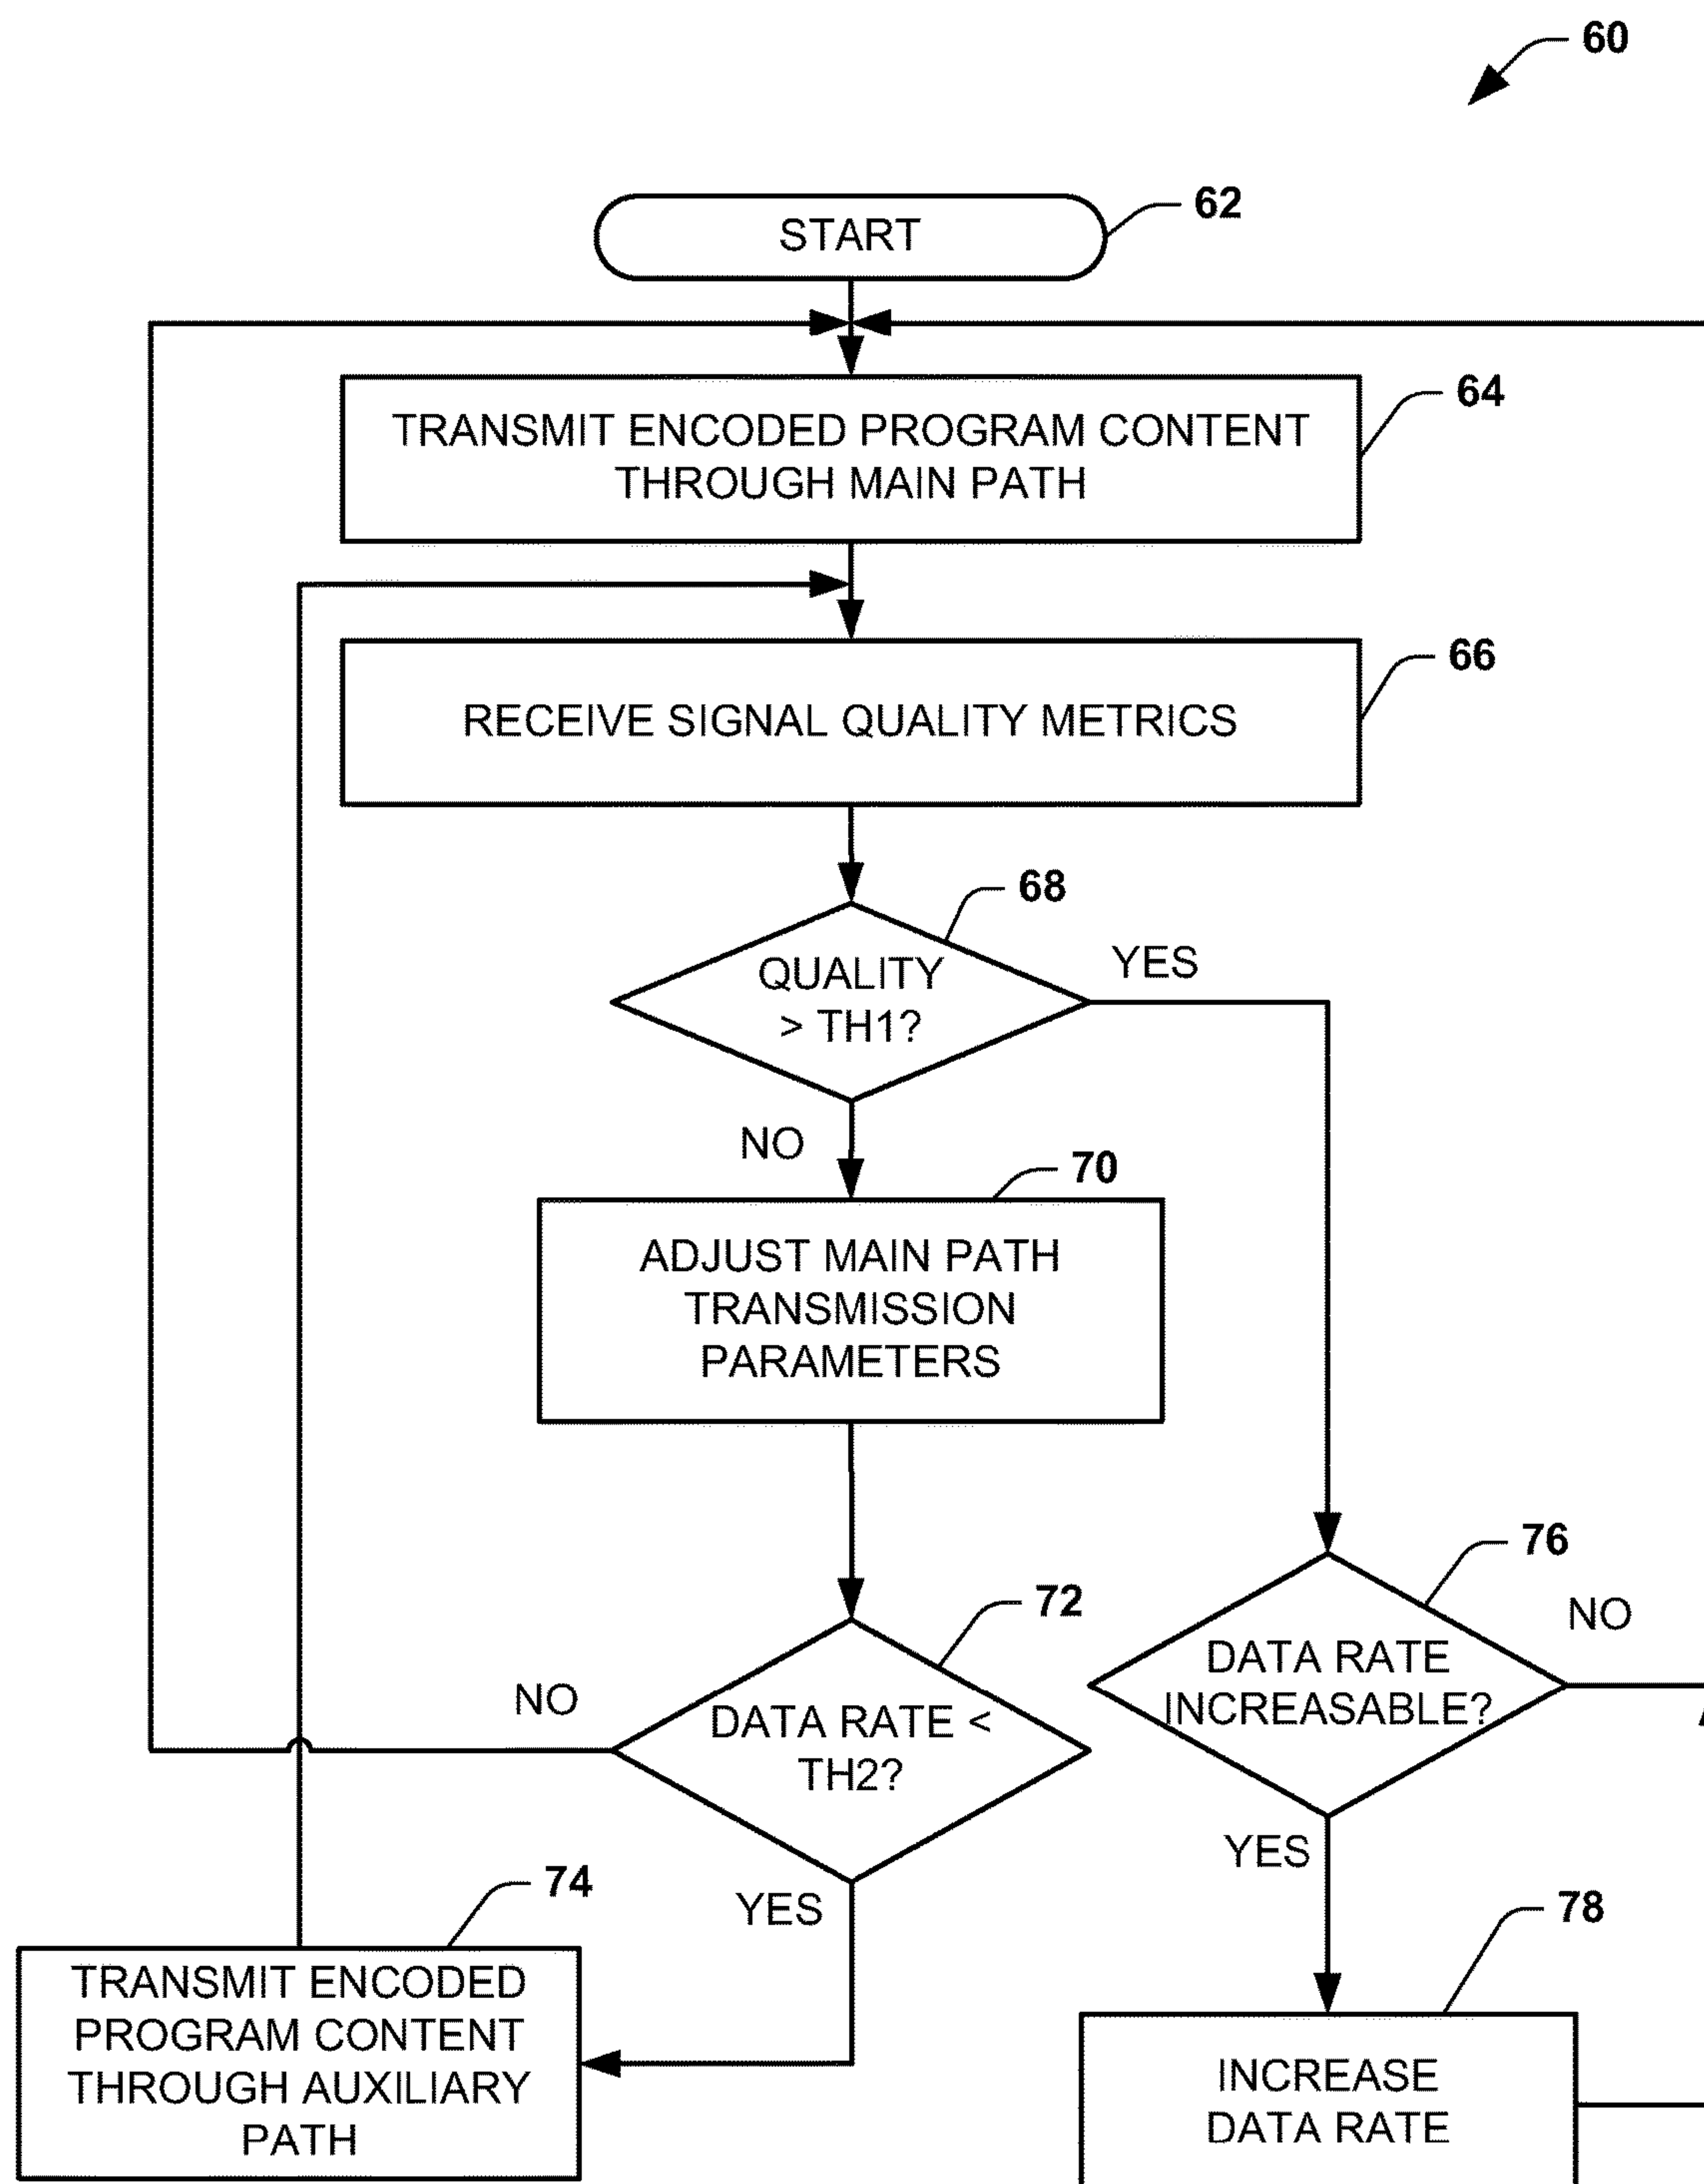 60
START
62
TRANSMIT ENCODED PROGRAM CONTENT
THROUGH MAIN PATH
64
RECEIVE SIGNAL QUALITY METRICS
66
68
QUALITY
> TH1?
YES
NO
70
ADJUST MAIN PATH
TRANSMISSION
PARAMETERS
72
DATA RATE <
TH2?
NO
YES
76
DATA RATE
INCREASABLE?
NO
YES
74
TRANSMIT ENCODED
PROGRAM CONTENT
THROUGH AUXILIARY
PATH
78
INCREASE
DATA RATE